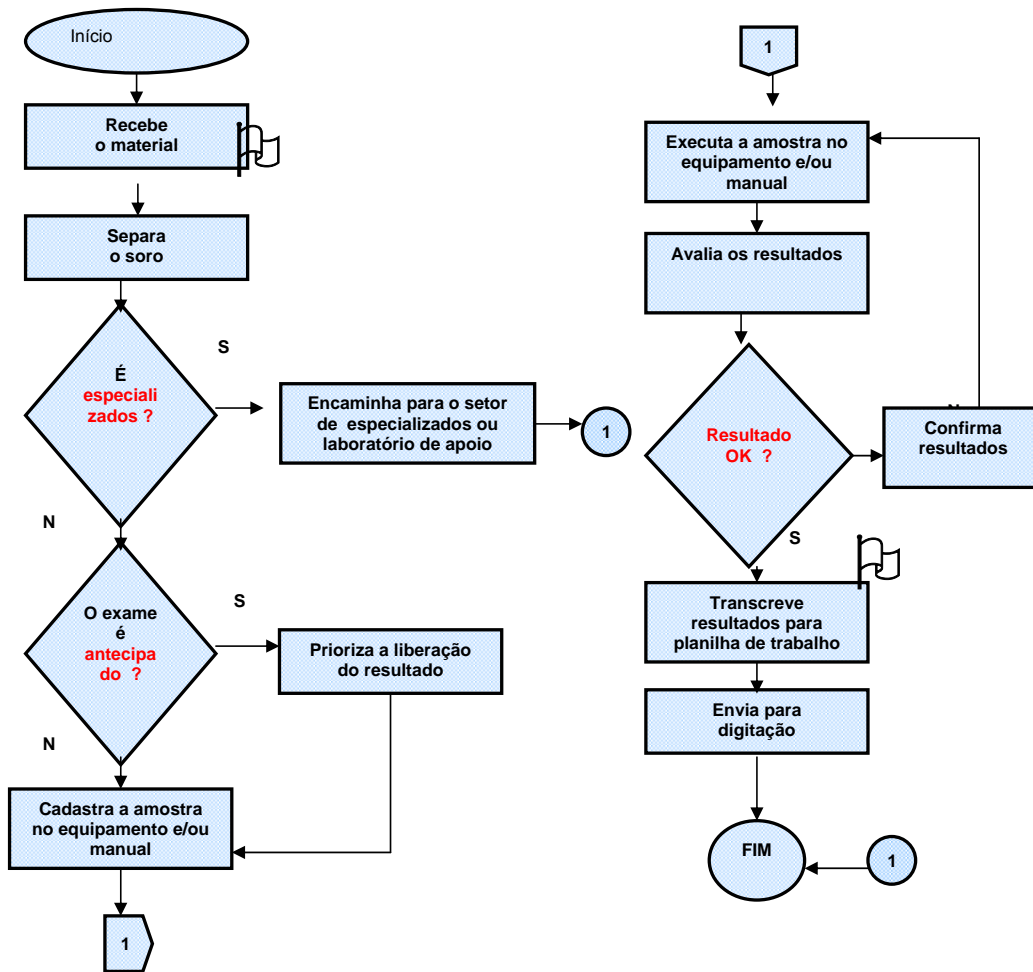 Início
Recebe
o material
Separa
o soro
É
especiali
zados ?
S
Encaminha para o setor
de especializados ou
laboratório de apoio
1
N
O exame
é
antecipa
do ?
S
Prioriza a liberação
do resultado
N
Cadastra a amostra
no equipamento e/ou
manual
1
1
Executa a amostra no
equipamento e/ou
manual
Avalia os resultados
Resultado
OK ?
Confirma
resultados
S
Transcreve
resultados para
planilha de trabalho
Envia para
digitação
FIM
1